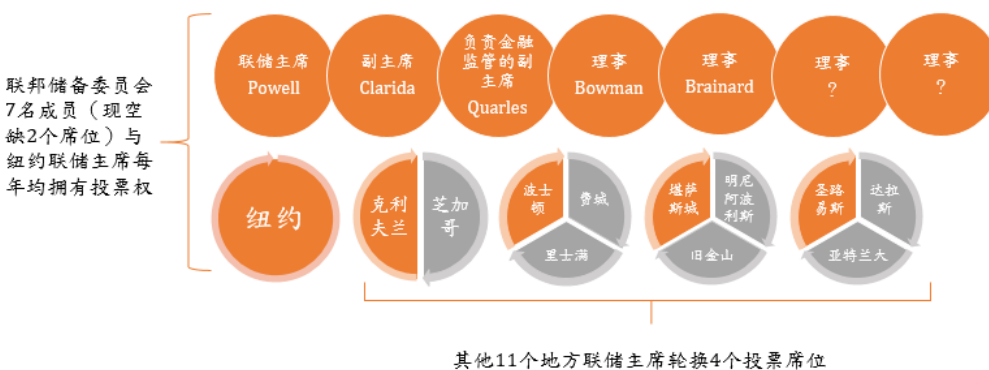 联邦储备委员会
7名成员（现空
缺2个席位）与
纽约联储主席每
年均拥有投票权
联储主席
Powell
副主席
Clarida
负责金融
监管的副
主席
Quarles
理事
Bowman
理事
Brainard
理事
?
理事
?
纽约
克利
夫兰
芝加
哥
波士
顿
费城
里士满
堪萨
斯城
明尼
阿波
利斯
旧金山
圣路
易斯
达拉
斯
亚特兰大
其他11个地方联储主席轮换4个投票席位